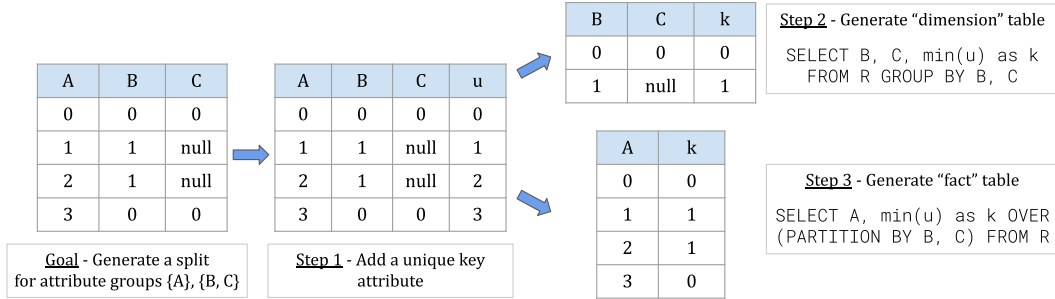 A B C
0 0 0
1 1 null
2 1 null
3 0 0
Goal - Generate a split
for attribute groups {A}, {B, C}
A B C u
0 0 0 0
1 1 null 1
2 1 null 2
3 0 0 3
Step 1 - Add a unique key
attribute
B C k
0 0 0
1 null 1
Step 2 - Generate “dimension” table
SELECT B, C, min(u) as k
FROM R GROUP BY B, C
A k
0 0
1 1
2 1
3 0
Step 3 - Generate “fact” table
SELECT A, min(u) as k OVER
(PARTITION BY B, C) FROM R